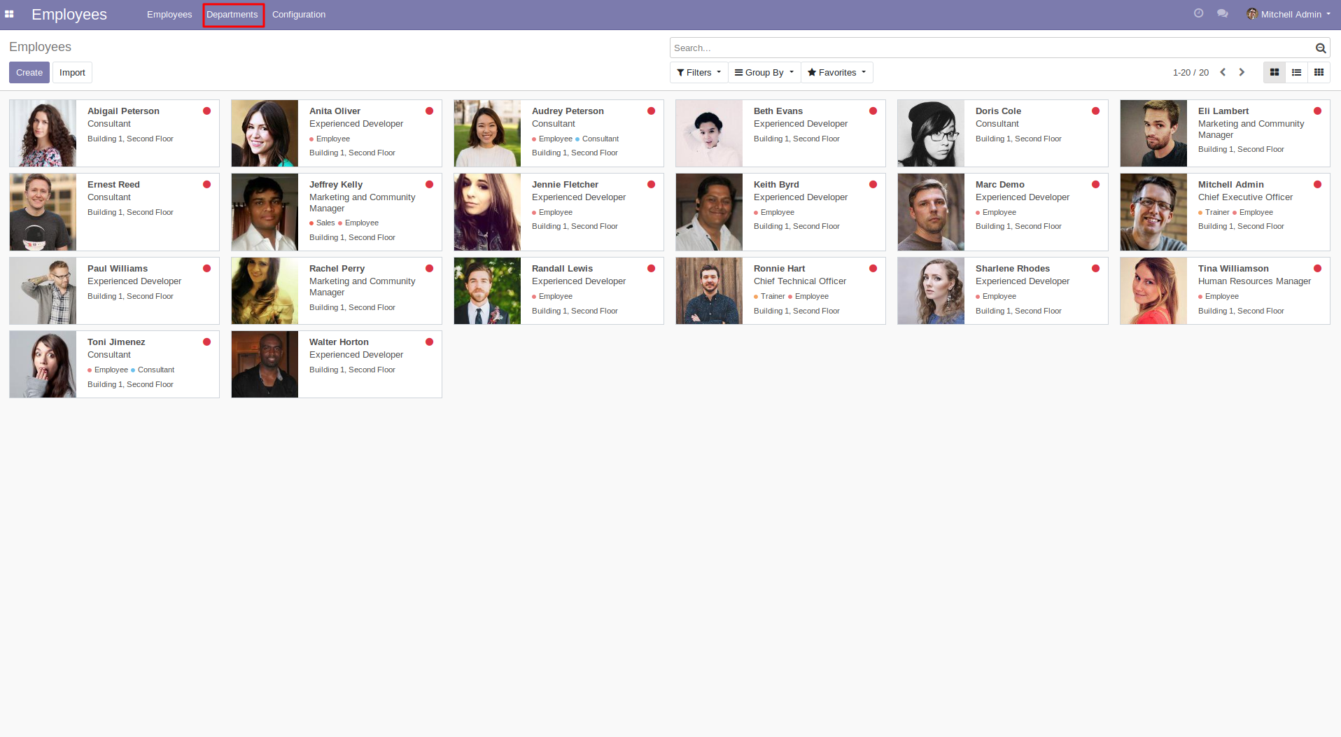 Employees Employees Departments Configuration Mitchell Admin
Employees
Search...
Create Import Filters Group By Favorites 1-20 / 20
Abigail Peterson
Consultant
Building 1, Second Floor
Anita Oliver
Experienced Developer
Employee
Building 1, Second Floor
Audrey Peterson
Consultant
Employee Consultant
Building 1, Second Floor
Beth Evans
Experienced Developer
Building 1, Second Floor
Doris Cole
Consultant
Building 1, Second Floor
Eli Lambert
Marketing and Community
Manager
Building 1, Second Floor
Ernest Reed
Consultant
Building 1, Second Floor
Jeffrey Kelly
Marketing and Community
Manager
Sales Employee
Building 1, Second Floor
Jennie Fletcher
Experienced Developer
Employee
Building 1, Second Floor
Keith Byrd
Experienced Developer
Employee
Building 1, Second Floor
Marc Demo
Experienced Developer
Employee
Building 1, Second Floor
Mitchell Admin
Chief Executive Officer
Trainer Employee
Building 1, Second Floor
Paul Williams
Experienced Developer
Building 1, Second Floor
Rachel Perry
Marketing and Community
Manager
Building 1, Second Floor
Randall Lewis
Experienced Developer
Employee
Building 1, Second Floor
Ronnie Hart
Chief Technical Officer
Trainer Employee
Building 1, Second Floor
Sharlene Rhodes
Experienced Developer
Employee
Building 1, Second Floor
Tina Williamson
Human Resources Manager
Employee
Building 1, Second Floor
Toni Jimenez
Consultant
Employee Consultant
Building 1, Second Floor
Walter Horton
Experienced Developer
Building 1, Second Floor